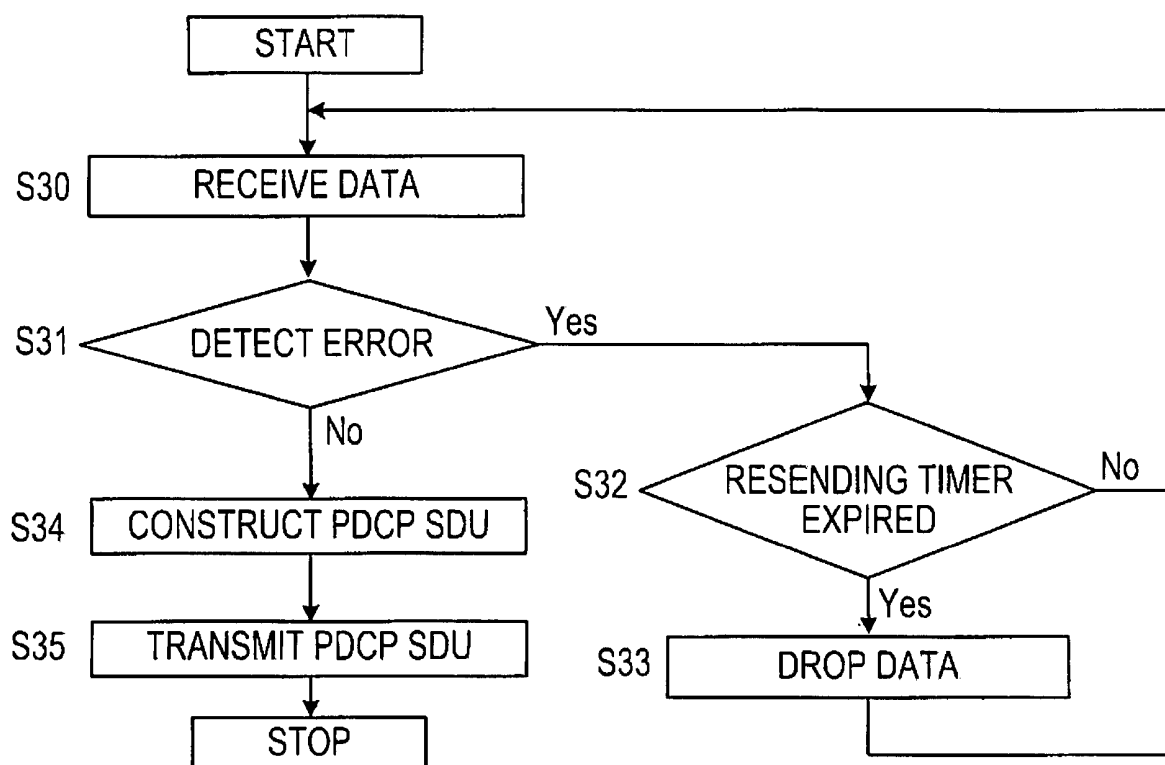 START
S30
RECEIVE DATA
S31
DETECT ERROR
Yes
No
S32
RESENDING TIMER
EXPIRED
No
Yes
S34
CONSTRUCT PDCP SDU
S35
TRANSMIT PDCP SDU
S33
DROP DATA
STOP